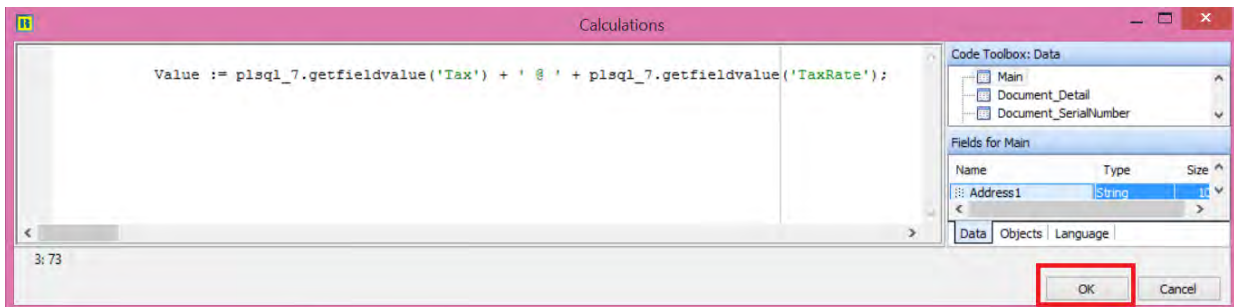 Calculations
Value := plsql_7.getfieldvalue('Tax') + ' @ ' + plsql_7.getfieldvalue('TaxRate');
Code Toolbox: Data
Main
Document_Detail
Document_SerialNumber
Fields for Main
Name Type Size
Address1 String 10
Data Objects Language
3: 73
OK Cancel